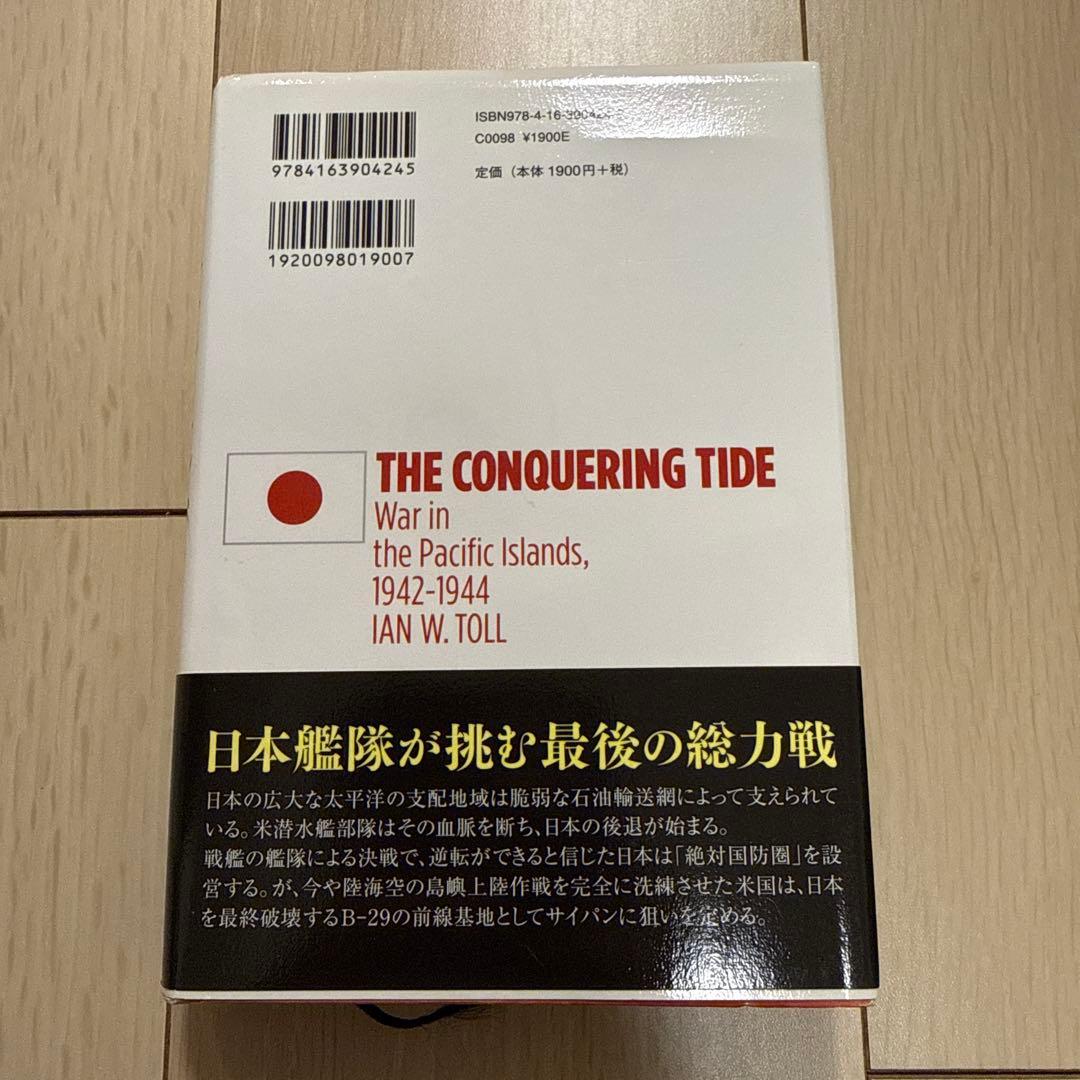 ISBN978-4-16-390424-
C0098 ¥1900E
9784163904245
定価（本体 1900円＋税）
1920098019007
THE CONQUERING TIDE
War in
the Pacific Islands,
1942-1944
IAN W. TOLL
日本艦隊が挑む最後の総力戦
日本の広大な太平洋の支配地域は脆弱な石油輸送網によって支えられて
いる。米潜水艦部隊はその血脈を断ち、日本の後退が始まる。
戦艦の艦隊による決戦で、逆転ができると信じた日本は「絶対国防圏」を設
営する。が、今や陸海空の島嶼上陸作戦を完全に洗練させた米国は、日本
を最終破壊するB-29の前線基地としてサイパンに狙いを定める。